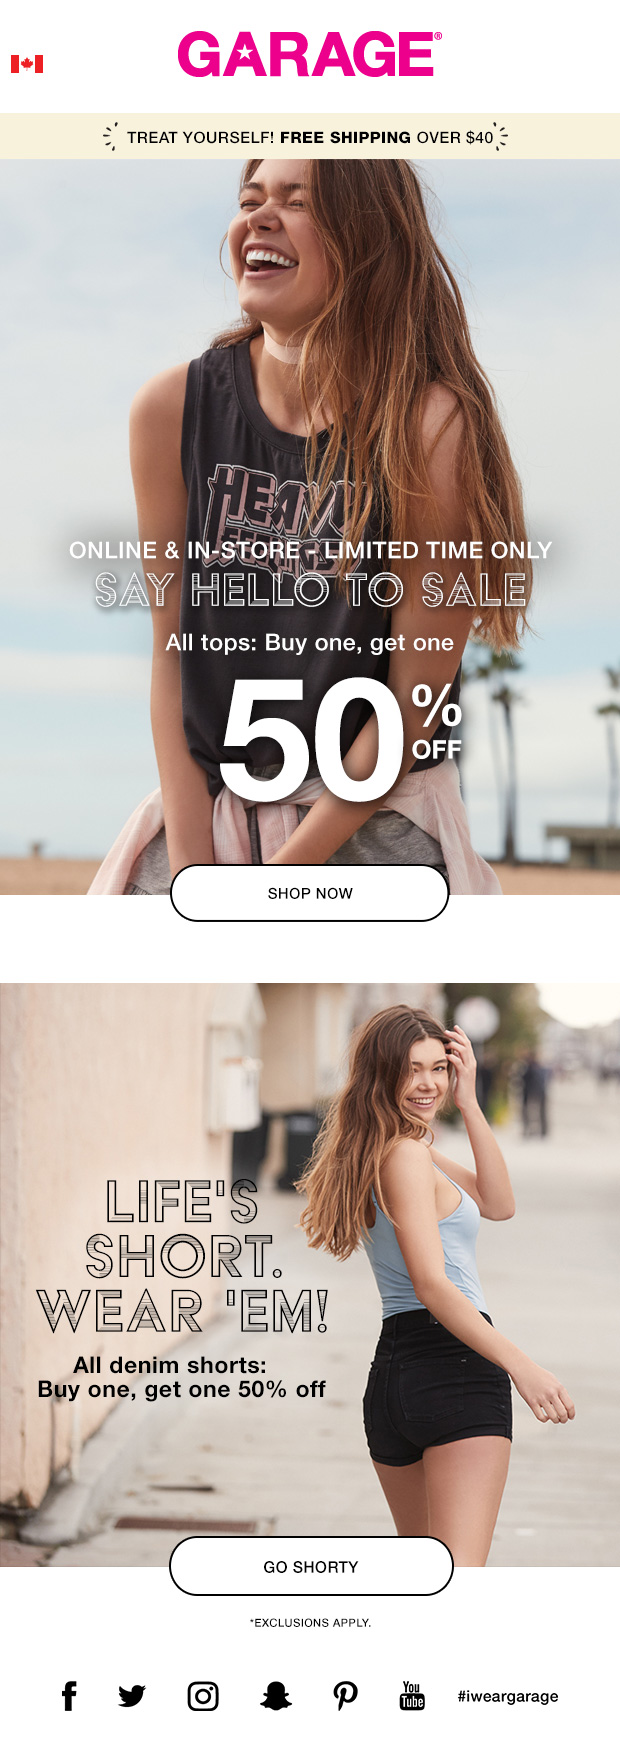 GARAGE®
TREAT YOURSELF! FREE SHIPPING OVER $40
HEAVY
ONLINE & IN-STORE - LIMITED TIME ONLY
SAY HELLO TO SALE
All tops: Buy one, get one
50%
OFF
SHOP NOW
LIFE'S
SHORT.
WEAR 'EM!
All denim shorts:
Buy one, get one 50% off
GO SHORTY
*EXCLUSIONS APPLY.
You
Tube
#iweargarage